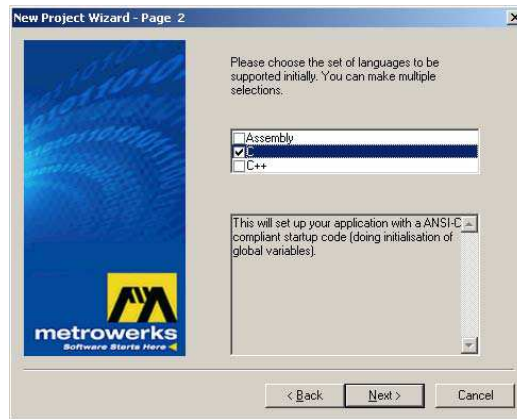 New Project Wizard - Page 2
Please choose the set of languages to be
supported initially. You can make multiple
selections.
Assembly
C
C++
This will set up your application with a ANSI-C
compliant startup code (doing initialisation of
global variables).
metrowerks
Software Starts Here
< Back
Next >
Cancel